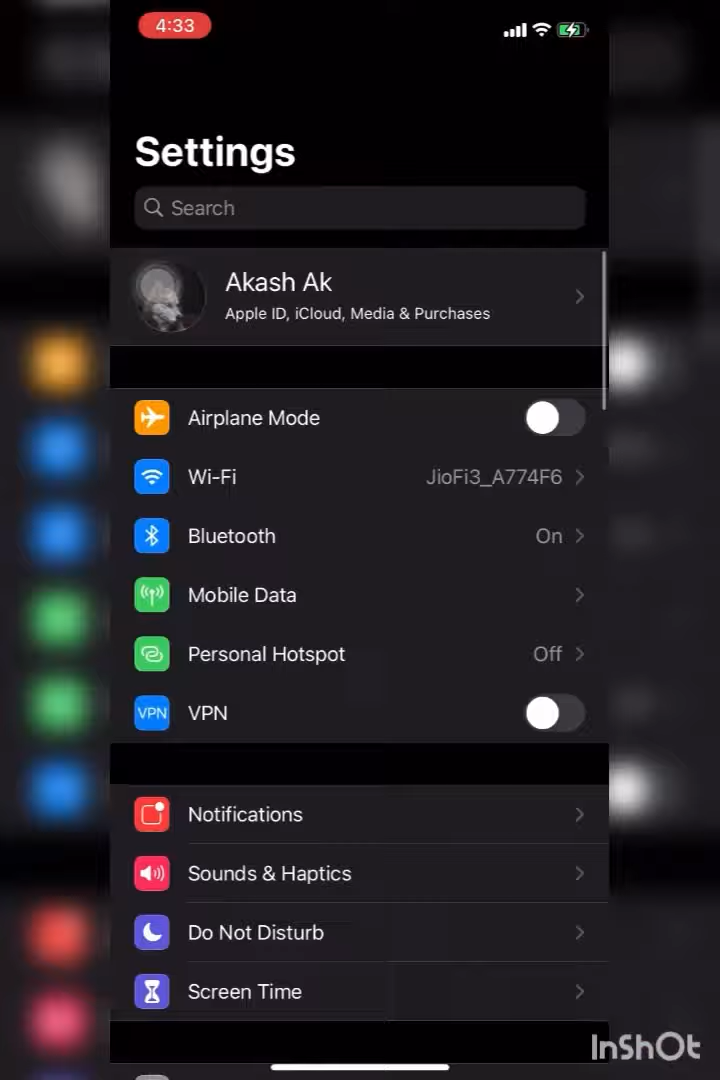 4:33
Settings
Search
Akash Ak
Apple ID, iCloud, Media & Purchases
Airplane Mode
Wi-Fi JioFi3_A774F6
Bluetooth On
Mobile Data
Personal Hotspot Off
VPN VPN
Notifications
Sounds & Haptics
Do Not Disturb
Screen Time
InShOt